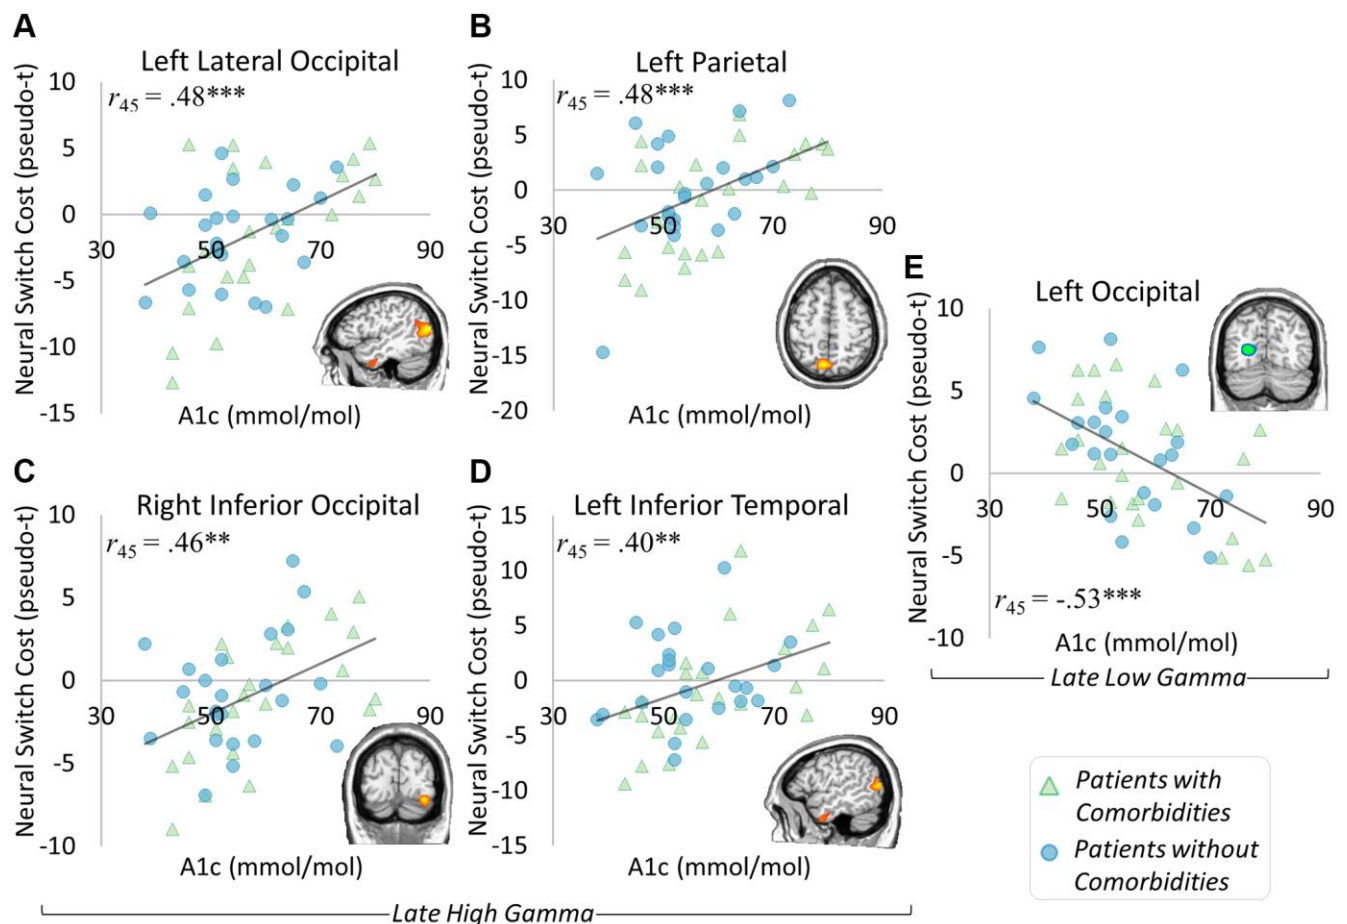 A
Left Lateral Occipital
r45 = .48***
Neural Switch Cost (pseudo-t)
10
5
0
-5
-10
-15
30
50
70
90
A1c (mmol/mol)
B
Left Parietal
r45 = .48***
Neural Switch Cost (pseudo-t)
10
5
0
-5
-10
-15
-20
30
50
70
90
A1c (mmol/mol)
C
Right Inferior Occipital
r45 = .46**
Neural Switch Cost (pseudo-t)
10
5
0
-5
-10
30
50
70
90
A1c (mmol/mol)
D
Left Inferior Temporal
r45 = .40**
Neural Switch Cost (pseudo-t)
15
10
5
0
-5
-10
-15
30
50
70
90
A1c (mmol/mol)
Late High Gamma
E
Left Occipital
Neural Switch Cost (pseudo-t)
10
5
0
-5
-10
30
50
70
90
r45 = -.53***
A1c (mmol/mol)
Late Low Gamma
Patients with
Comorbidities
Patients without
Comorbidities